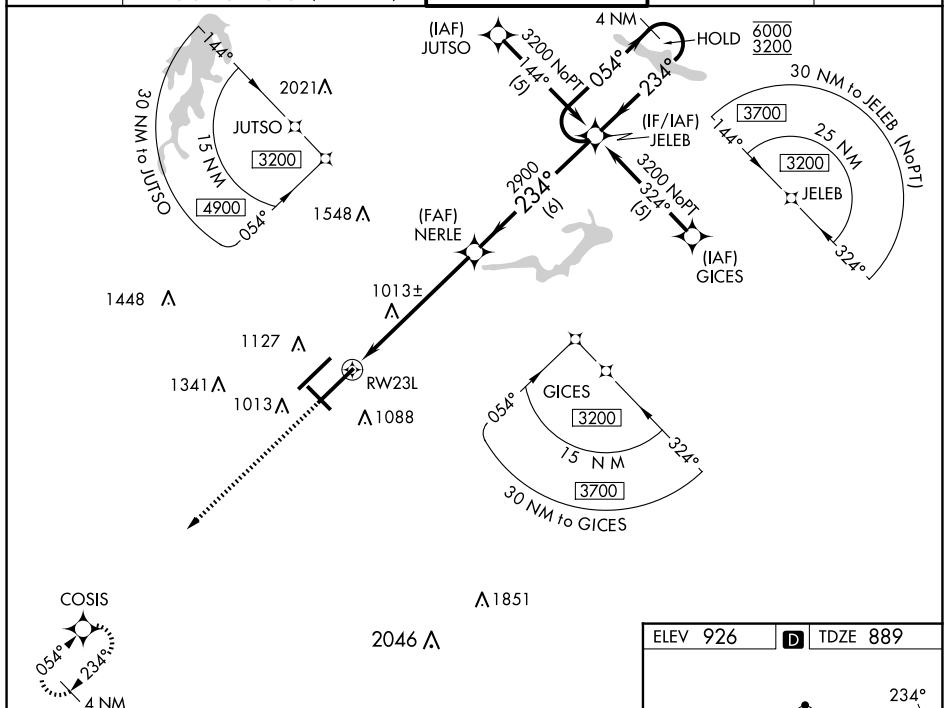 (IAF)
JUTSO
3200 NoPT
144°
(5)
4 NM
HOLD
6000
3200
054°
234°
144°
2021
JUTSO
15 NM
3200
30 NM to JUTSO
4900
054°
(IF/IAF)
JELEB
30 NM to JELEB (NoPT)
3700
144°
25 NM
3200
JELEB
324°
2900
234°
(6)
3200 NoPT
324°
(5)
(IAF)
GICES
1548
(FAF)
NERLE
1448
1013±
1127
1341
1013
RW23L
1088
GICES
054°
3200
324°
15 NM
3700
30 NM to GICES
COSIS
054°
234°
4 NM
1851
2046
ELEV 926
D
TDZE 889
234°